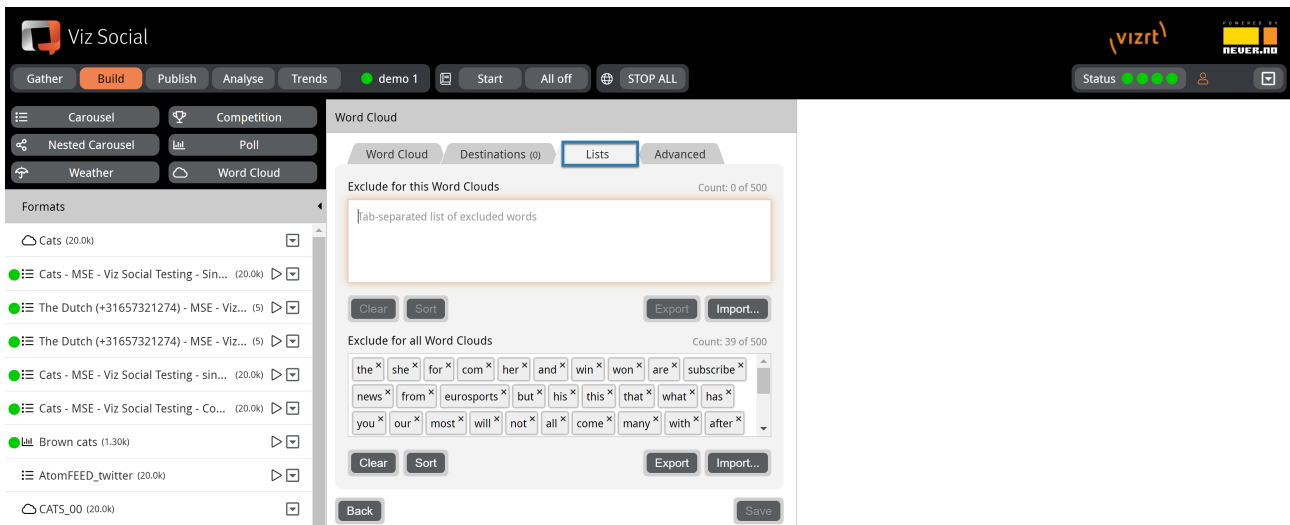 Viz Social
vizrt
POWERED BY
NEVER.NO
Gather Build Publish Analyse Trends demo 1 Start All off STOP ALL Status
Carousel Competition
Nested Carousel Poll
Weather Word Cloud
Formats
Cats (20.0k)
Cats - MSE - Viz Social Testing - Sin... (20.0k)
The Dutch (+31657321274) - MSE - Viz... (5)
The Dutch (+31657321274) - MSE - Viz... (5)
Cats - MSE - Viz Social Testing - sin... (20.0k)
Cats - MSE - Viz Social Testing - Co... (20.0k)
Brown cats (1.30k)
AtomFEED_twitter (20.0k)
CATS_00 (20.0k)
Word Cloud
Word Cloud Destinations (0) Lists Advanced
Exclude for this Word Clouds Count: 0 of 500
Tab-separated list of excluded words
Clear Sort Export Import...
Exclude for all Word Clouds Count: 39 of 500
the × she × for × com × her × and × win × won × are × subscribe ×
news × from × eurosports × but × his × this × that × what × has ×
you × our × most × will × not × all × come × many × with × after ×
Clear Sort Export Import...
Back Save